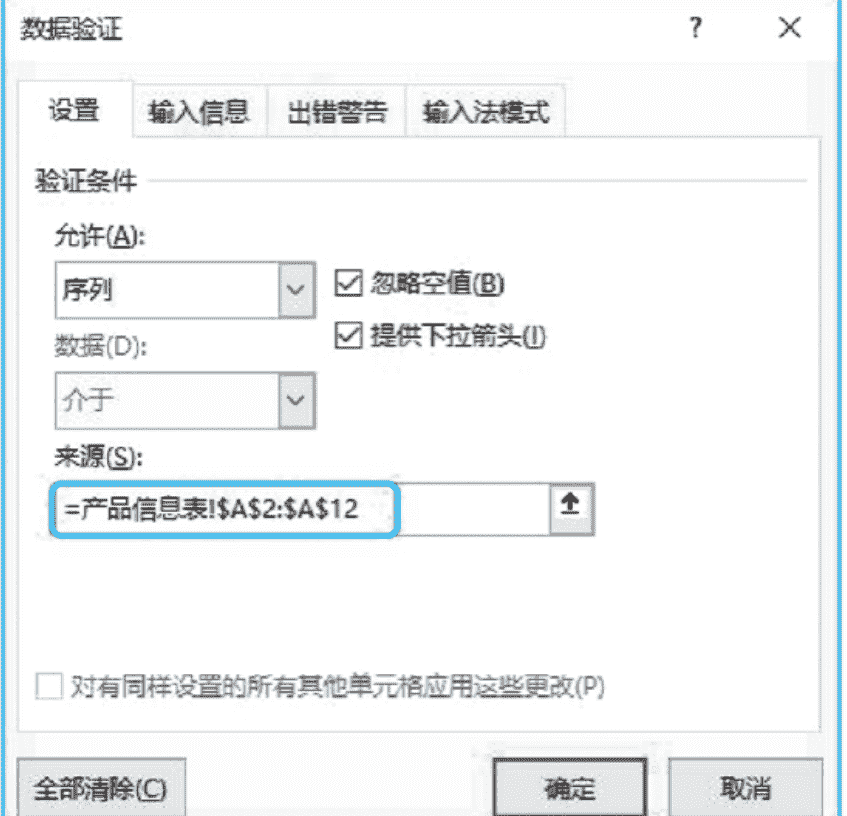 数据验证 ?
设置 输入信息 出错警告 输入法模式
验证条件
允许(A):
序列 忽略空值(B)
数据(D): 提供下拉箭头(I)
介于
来源(S):
=产品信息表!$A$2:$A$12
对有同样设置的所有其他单元格应用这些更改(P)
全部清除(C) 确定 取消